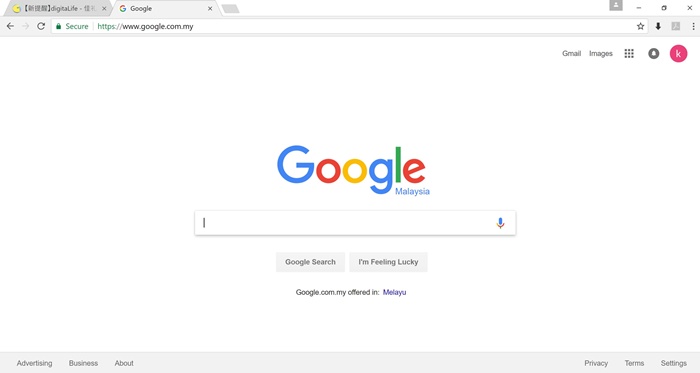 【新提醒】digitaLife - 佳
Google
Secure https://www.google.com.my
Gmail Images k
Google
Malaysia
Google Search I'm Feeling Lucky
Google.com.my offered in: Melayu
Advertising Business About Privacy Terms Settings